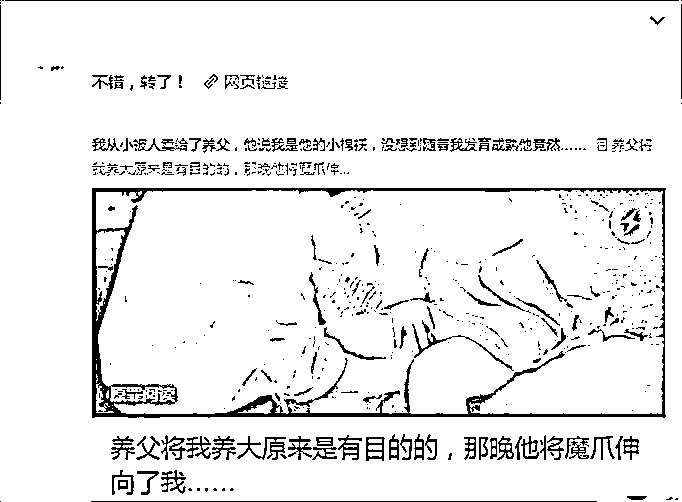 不错，转了！ 网页链接
我从小被人卖给了养父，他说我是他的小棉袄，没想到随着我发育成熟他竟然…… 养父将
我养大原来是有目的的，那晚他将魔爪伸...
养父将我养大原来是有目的的，那晚他将魔爪伸
向了我……